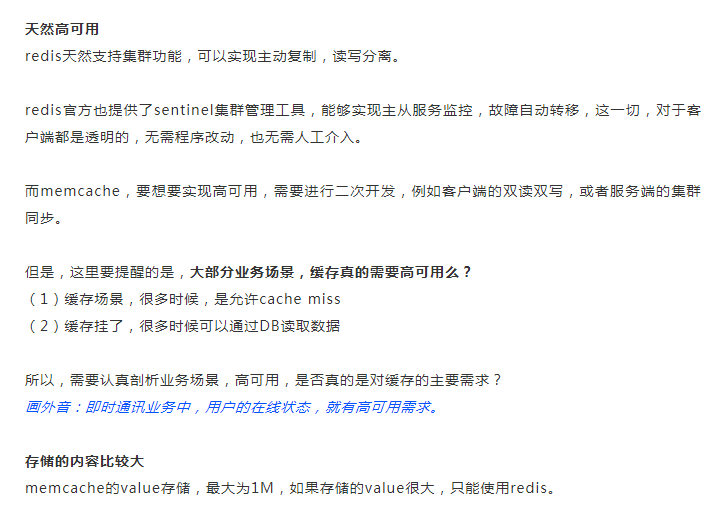 天然高可用
redis天然支持集群功能，可以实现主动复制，读写分离。
redis官方也提供了sentinel集群管理工具，能够实现主从服务监控，故障自动转移，这一切，对于客
户端都是透明的，无需程序改动，也无需人工介入。
而memcache，要想要实现高可用，需要进行二次开发，例如客户端的双读双写，或者服务端的集群
同步。
但是，这里要提醒的是，大部分业务场景，缓存真的需要高可用么？
（1）缓存场景，很多时候，是允许cache miss
（2）缓存挂了，很多时候可以通过DB读取数据
所以，需要认真剖析业务场景，高可用，是否真的是对缓存的主要需求？
画外音：即时通讯业务中，用户的在线状态，就有高可用需求。
存储的内容比较大
memcache的value存储，最大为1M，如果存储的value很大，只能使用redis。